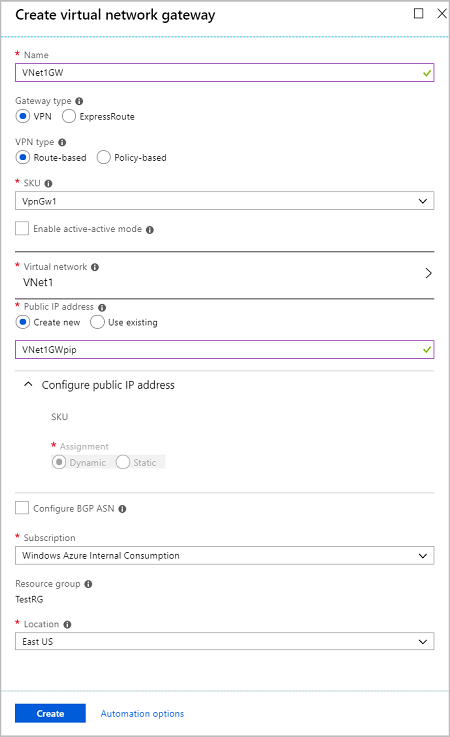 Create virtual network gateway
* Name
VNet1GW
Gateway type
VPN ExpressRoute
VPN type
Route-based Policy-based
* SKU
VpnGw1
Enable active-active mode
* Virtual network
VNet1
* Public IP address
Create new Use existing
VNet1GWpip
Configure public IP address
SKU
* Assignment
Dynamic Static
Configure BGP ASN
* Subscription
Windows Azure Internal Consumption
Resource group
TestRG
* Location
East US
Create Automation options